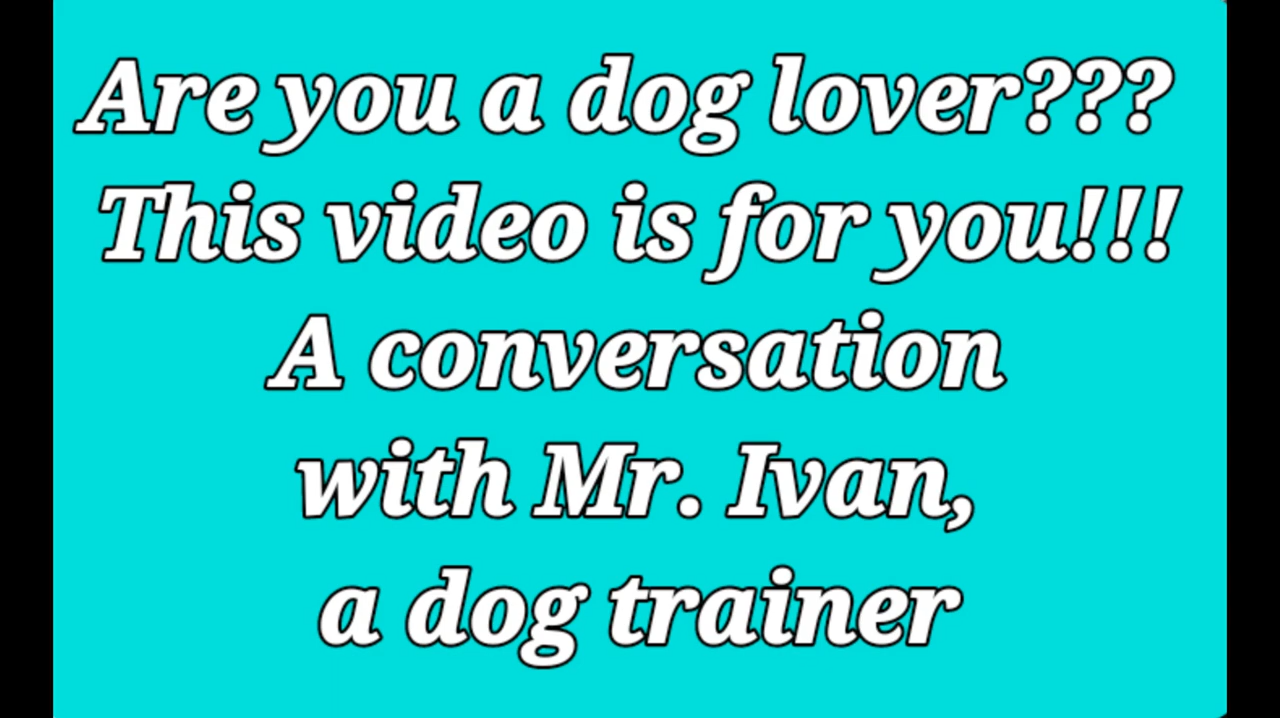 Are you a dog lover???
This video is for you!!!
A conversation
with Mr. Ivan,
a dog trainer